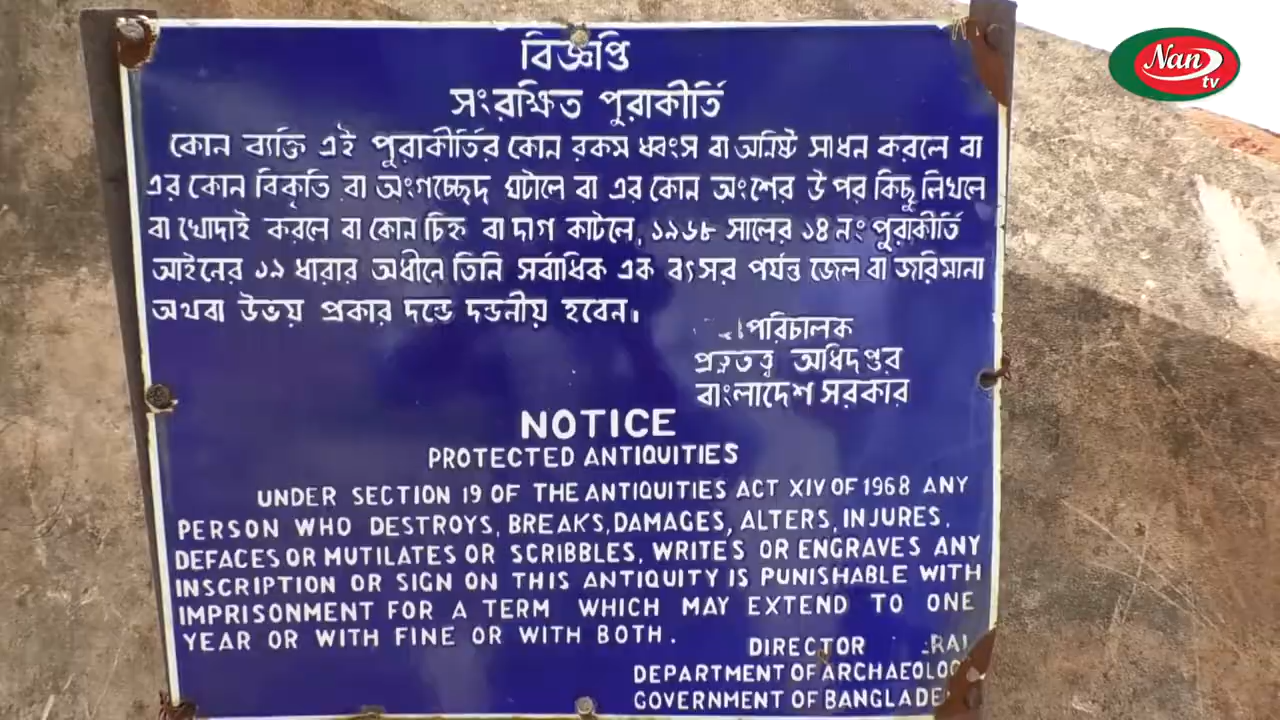 বিজ্ঞপ্তি
সংরক্ষিত পুরাকীর্তি
কোন ব্যক্তি এই পুরাকীর্তির কোন রকম ধ্বংস বা অনিষ্ট সাধন করলে বা
এর কোন বিকৃতি বা অংগচ্ছেদ ঘটালে বা এর কোন অংশের উপর কিছু লিখলে
বা খোদাই করলে বা কোন চিহ্ন বা দাগ কাটলে, ১৯৬৮ সালের ১৪ নং পুরাকীর্তি
আইনের ১৯ ধারার অধীনে তিনি সর্বাধিক এক বৎসর পর্যন্ত জেল বা জরিমানা
অথবা উভয় প্রকার দন্ডে দন্ডনীয় হবেন।
পরিচালক
প্রত্নতত্ত্ব অধিদপ্তর
বাংলাদেশ সরকার
NOTICE
PROTECTED ANTIQUITIES
UNDER SECTION 19 OF THE ANTIQUITIES ACT XIV OF 1968 ANY
PERSON WHO DESTROYS, BREAKS, DAMAGES, ALTERS, INJURES,
DEFACES OR MUTILATES OR SCRIBBLES, WRITES OR ENGRAVES ANY
INSCRIPTION OR SIGN ON THIS ANTIQUITY IS PUNISHABLE WITH
IMPRISONMENT FOR A TERM WHICH MAY EXTEND TO ONE
YEAR OR WITH FINE OR WITH BOTH.
DIRECTOR
DEPARTMENT OF ARCHAEOLOG
GOVERNMENT OF BANGLADE
Nan tv